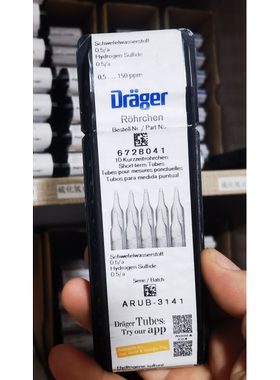 Schwefelwasserstoff
0,5/a
Hydrogen Sulfide
0.5/a
0,5 ... 150 ppm
Dräger
Röhrchen
Bestell Nr. / Part No.
6728041
10 Kurzzeitröhrchen
Short-term Tubes
Tubes pour mesures ponctuelles
Tubos para medida puntual
Schwefelwasserstoff
0,5/a
Hydrogen Sulfide
0.5/a
Serie / Batch
ARUB-3141
Dräger Tubes:
Try our
app